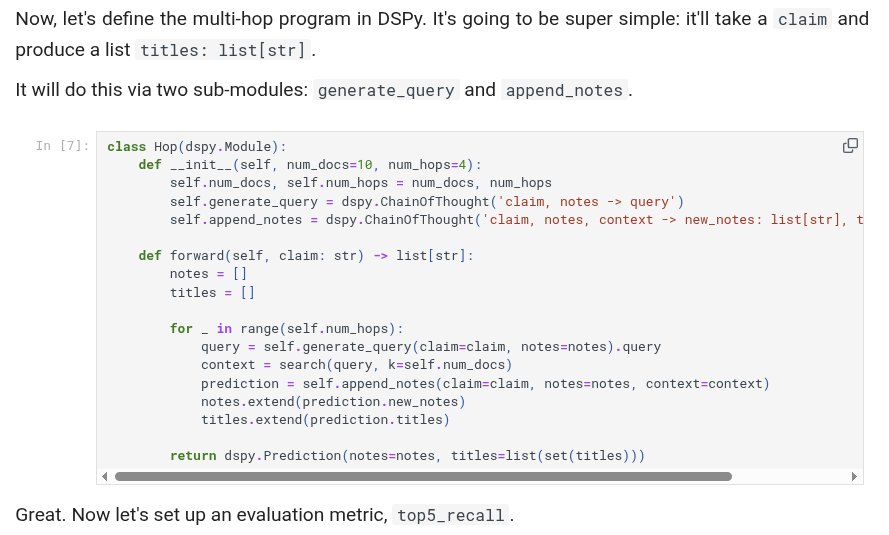 Now, let's define the multi-hop program in DSPy. It's going to be super simple: it'll take a claim and
produce a list titles: list[str].
It will do this via two sub-modules: generate_query and append_notes.
In [7]:
class Hop(dspy.Module):
    def __init__(self, num_docs=10, num_hops=4):
        self.num_docs, self.num_hops = num_docs, num_hops
        self.generate_query = dspy.ChainOfThought('claim, notes -> query')
        self.append_notes = dspy.ChainOfThought('claim, notes, context -> new_notes: list[str], t
    def forward(self, claim: str) -> list[str]:
        notes = []
        titles = []
        for _ in range(self.num_hops):
            query = self.generate_query(claim=claim, notes=notes).query
            context = search(query, k=self.num_docs)
            prediction = self.append_notes(claim=claim, notes=notes, context=context)
            notes.extend(prediction.new_notes)
            titles.extend(prediction.titles)
        return dspy.Prediction(notes=notes, titles=list(set(titles)))
Great. Now let's set up an evaluation metric, top5_recall.